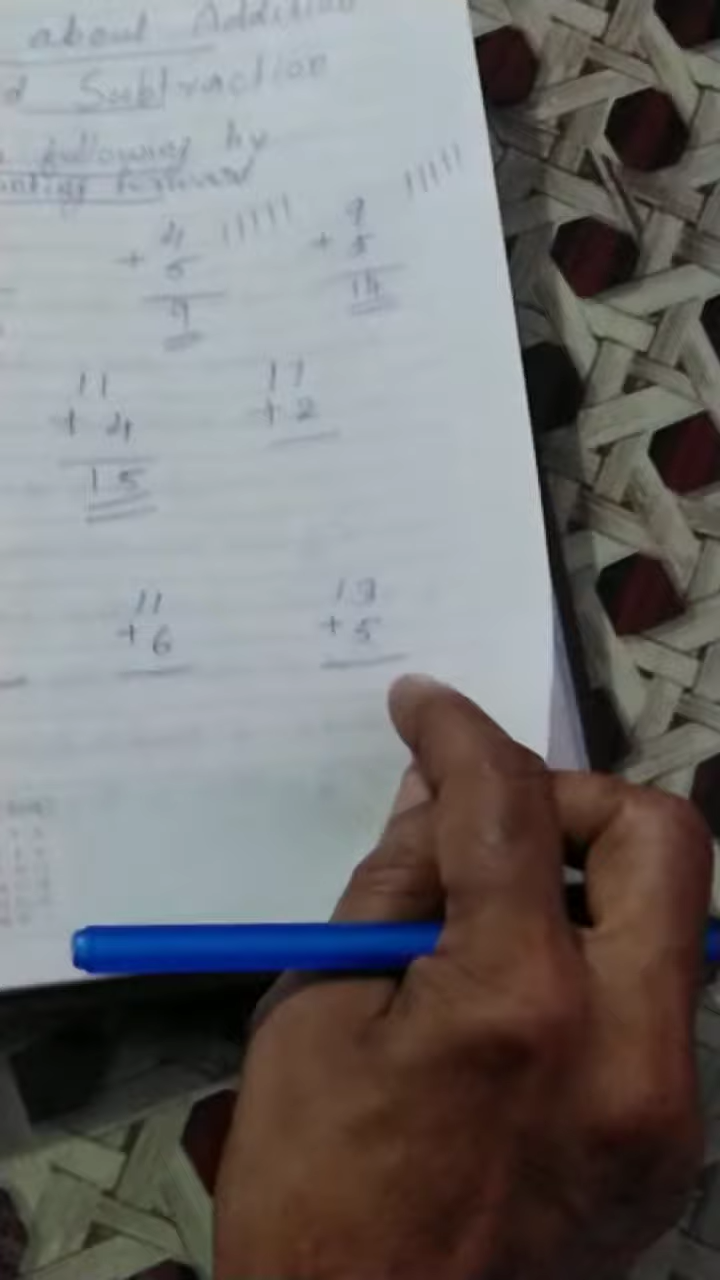 about Addition
Subtraction
following by
forward
4 9
+ 5 + 5
9 14
11 17
+ 4 + 2
15
11 13
+ 6 + 5